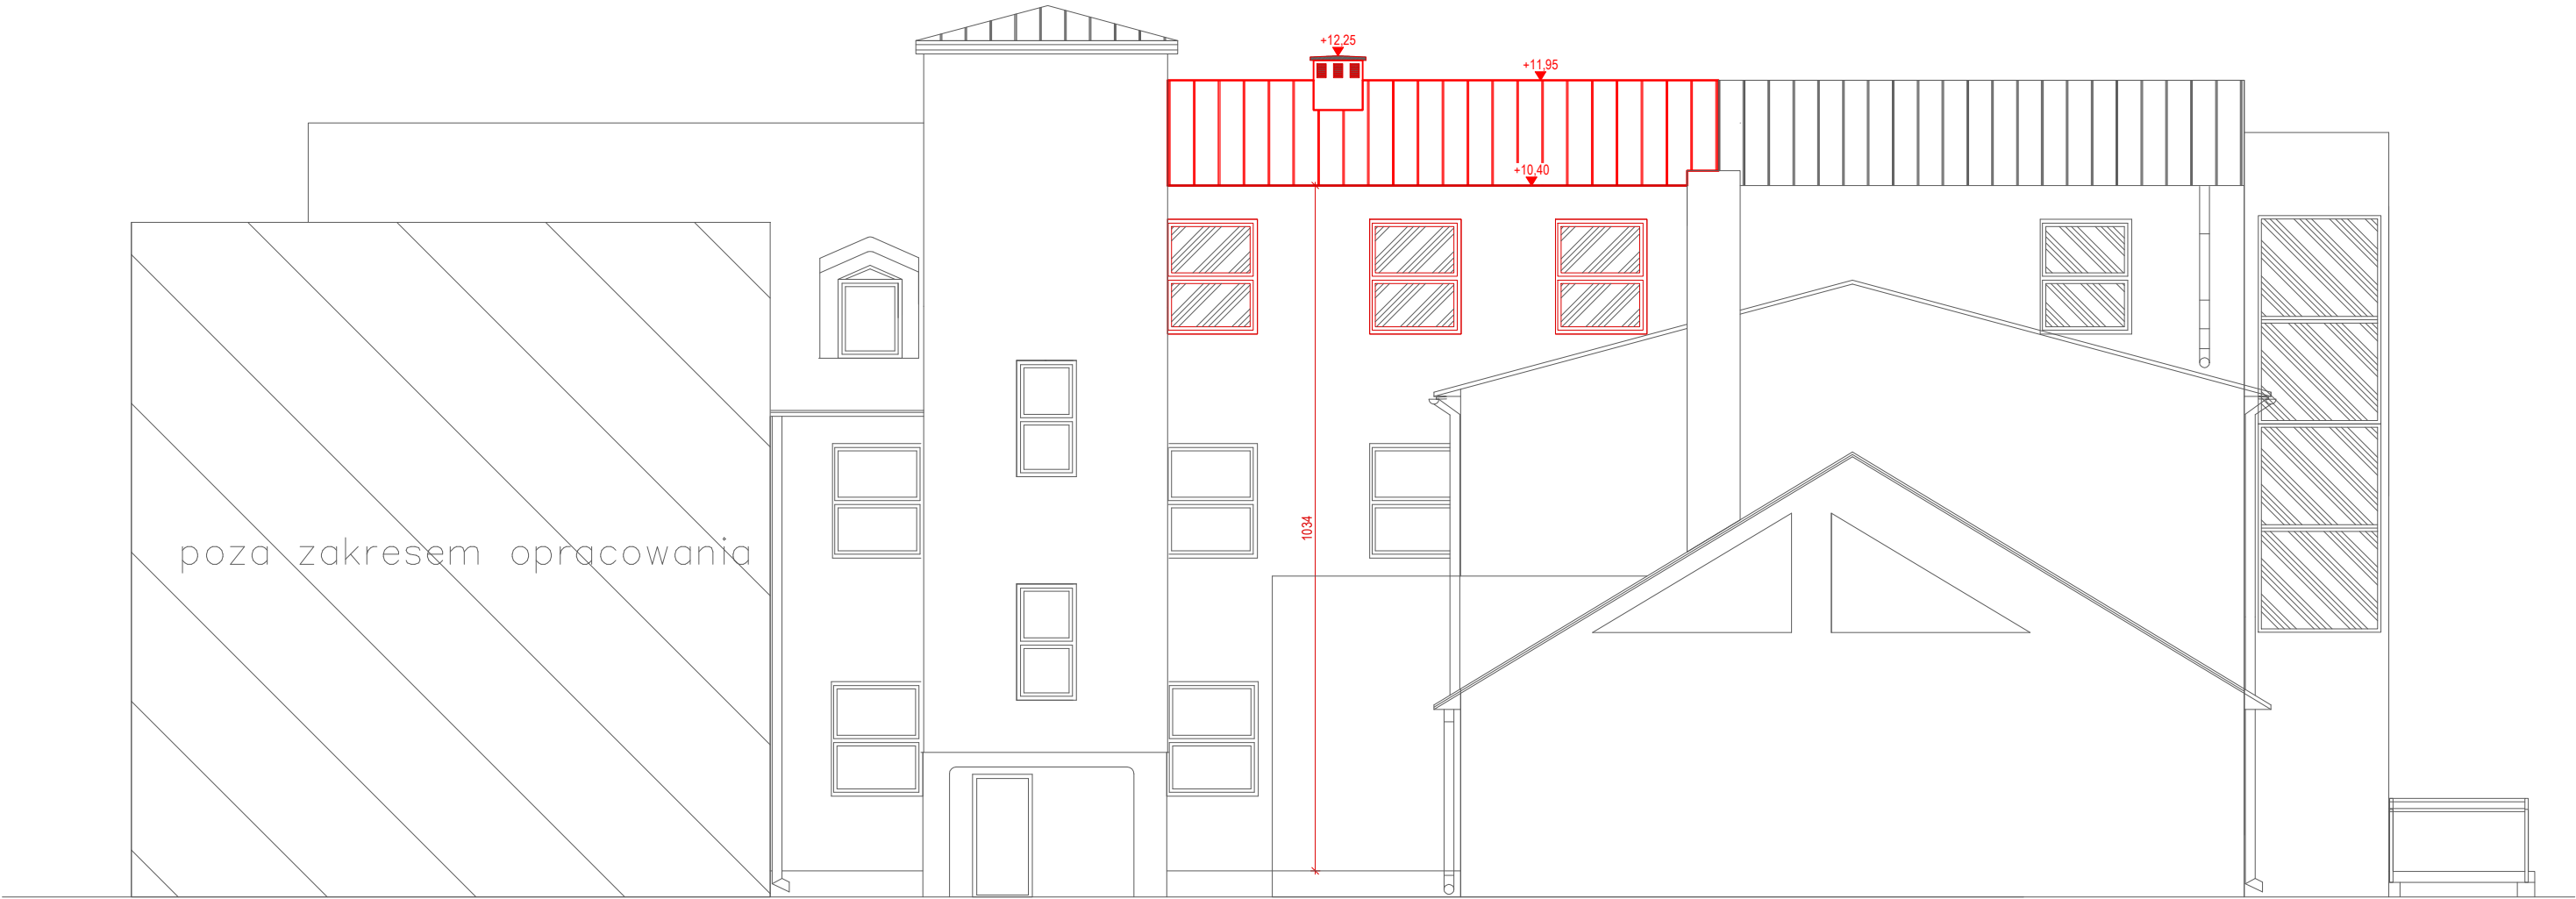 +12,25
+11,95
+10,40
1034
poza zakresem opracowania